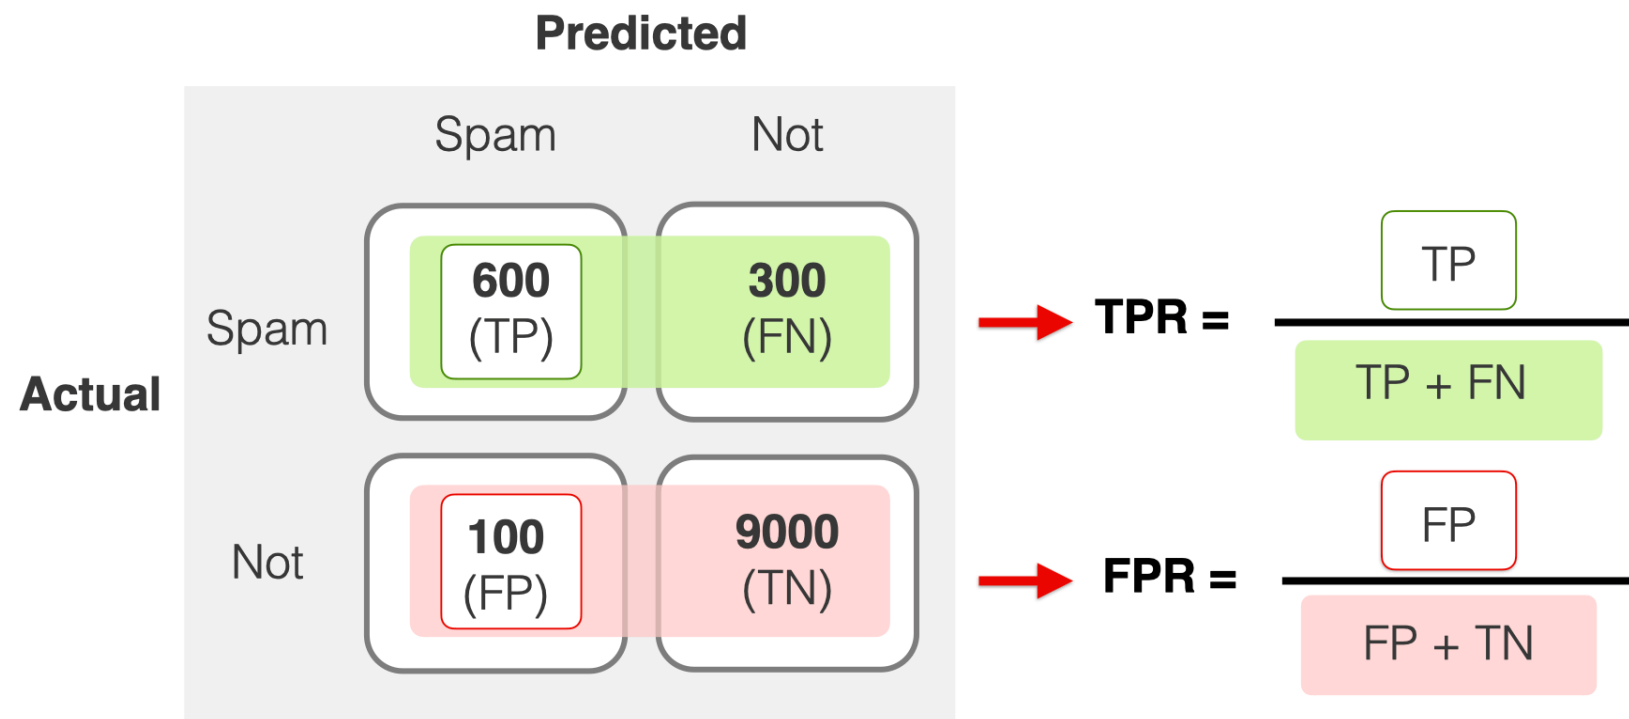 Predicted
Spam Not
600 300
(TP) (FN)
Spam
Actual
100 9000
(FP) (TN)
Not
TPR =
TP
TP + FN
FPR =
FP
FP + TN